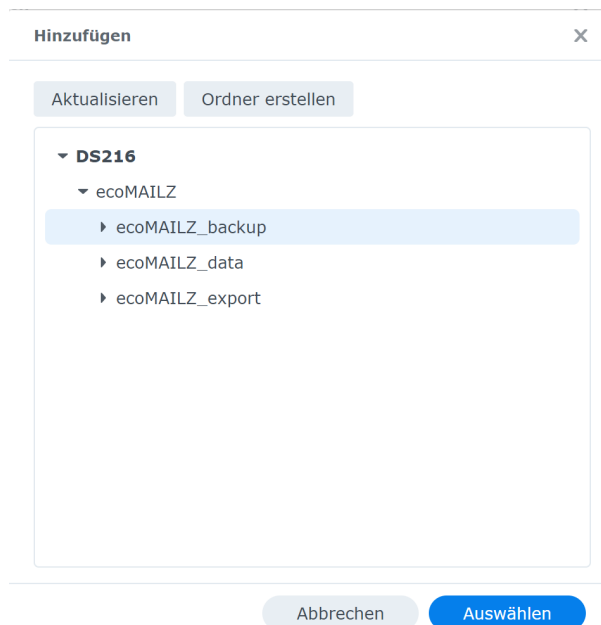 Hinzufügen
Aktualisieren Ordner erstellen
DS216
ecoMAILZ
ecoMAILZ_backup
ecoMAILZ_data
ecoMAILZ_export
Abbrechen Auswählen